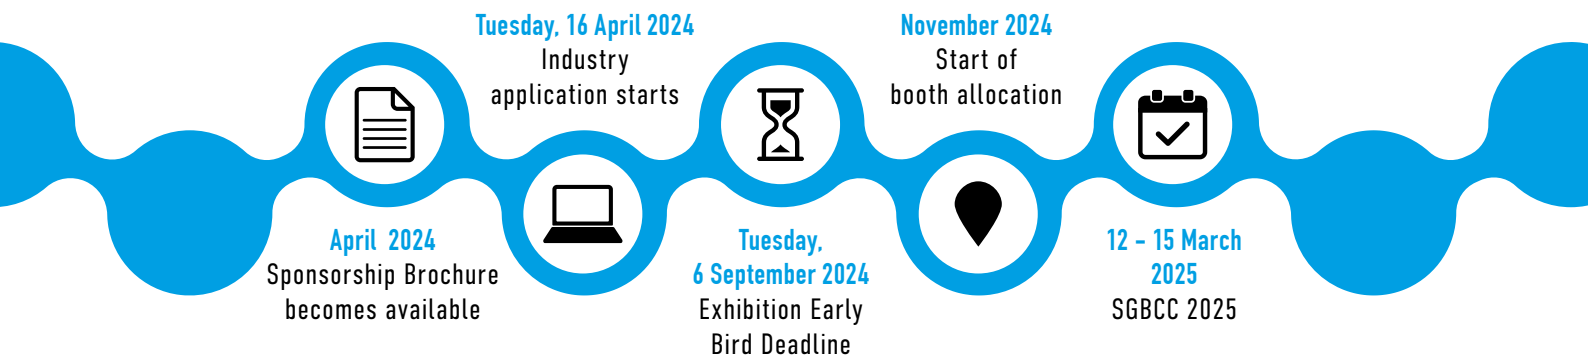 April 2024
Sponsorship Brochure
becomes available
Tuesday, 16 April 2024
Industry
application starts
Tuesday,
6 September 2024
Exhibition Early
Bird Deadline
November 2024
Start of
booth allocation
12 - 15 March
2025
SGBCC 2025